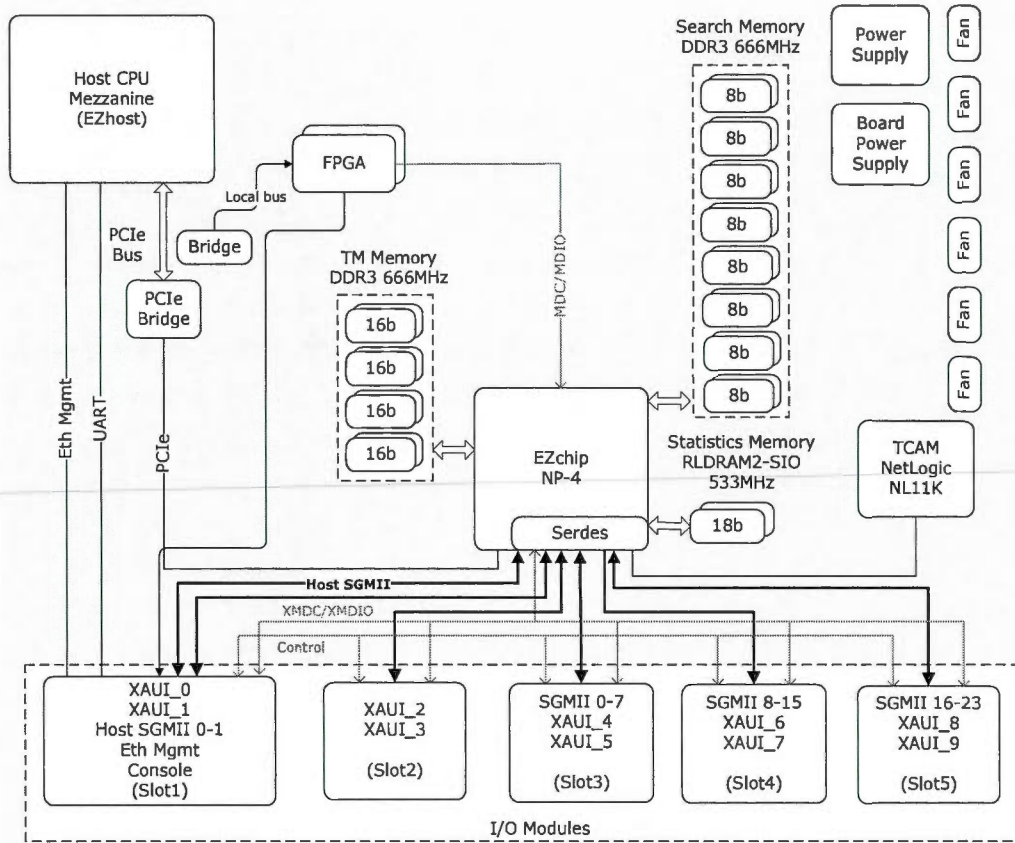 Host CPU
Mezzanine
(EZhost)
FPGA
Local bus
Bridge
PCIe
Bus
PCIe
Bridge
Eth Mgmt
UART
PCIe
MDC/MDIO
TM Memory
DDR3 666MHz
16b
16b
16b
16b
Search Memory
DDR3 666MHz
8b
8b
8b
8b
8b
8b
8b
8b
Power
Supply
Board
Power
Supply
Fan
Fan
Fan
Fan
Fan
Fan
EZchip
NP-4
Serdes
Statistics Memory
RLDRAM2-SIO
533MHz
18b
TCAM
NetLogic
NL11K
Host SGMII
XMDC/XMDIO
Control
XAUI_0
XAUI_1
Host SGMII 0-1
Eth Mgmt
Console
(Slot1)
XAUI_2
XAUI_3
(Slot2)
SGMII 0-7
XAUI_4
XAUI_5
(Slot3)
SGMII 8-15
XAUI_6
XAUI_7
(Slot4)
SGMII 16-23
XAUI_8
XAUI_9
(Slot5)
I/O Modules